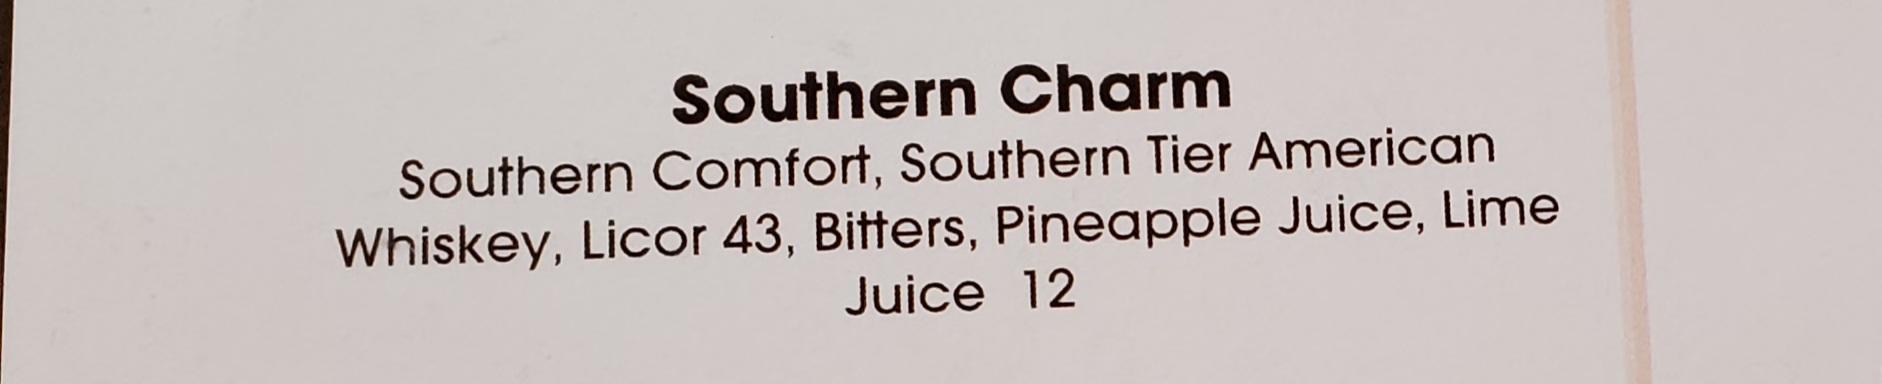 Southern Charm
Southern Comfort, Southern Tier American
Whiskey, Licor 43, Bitters, Pineapple Juice, Lime
Juice 12